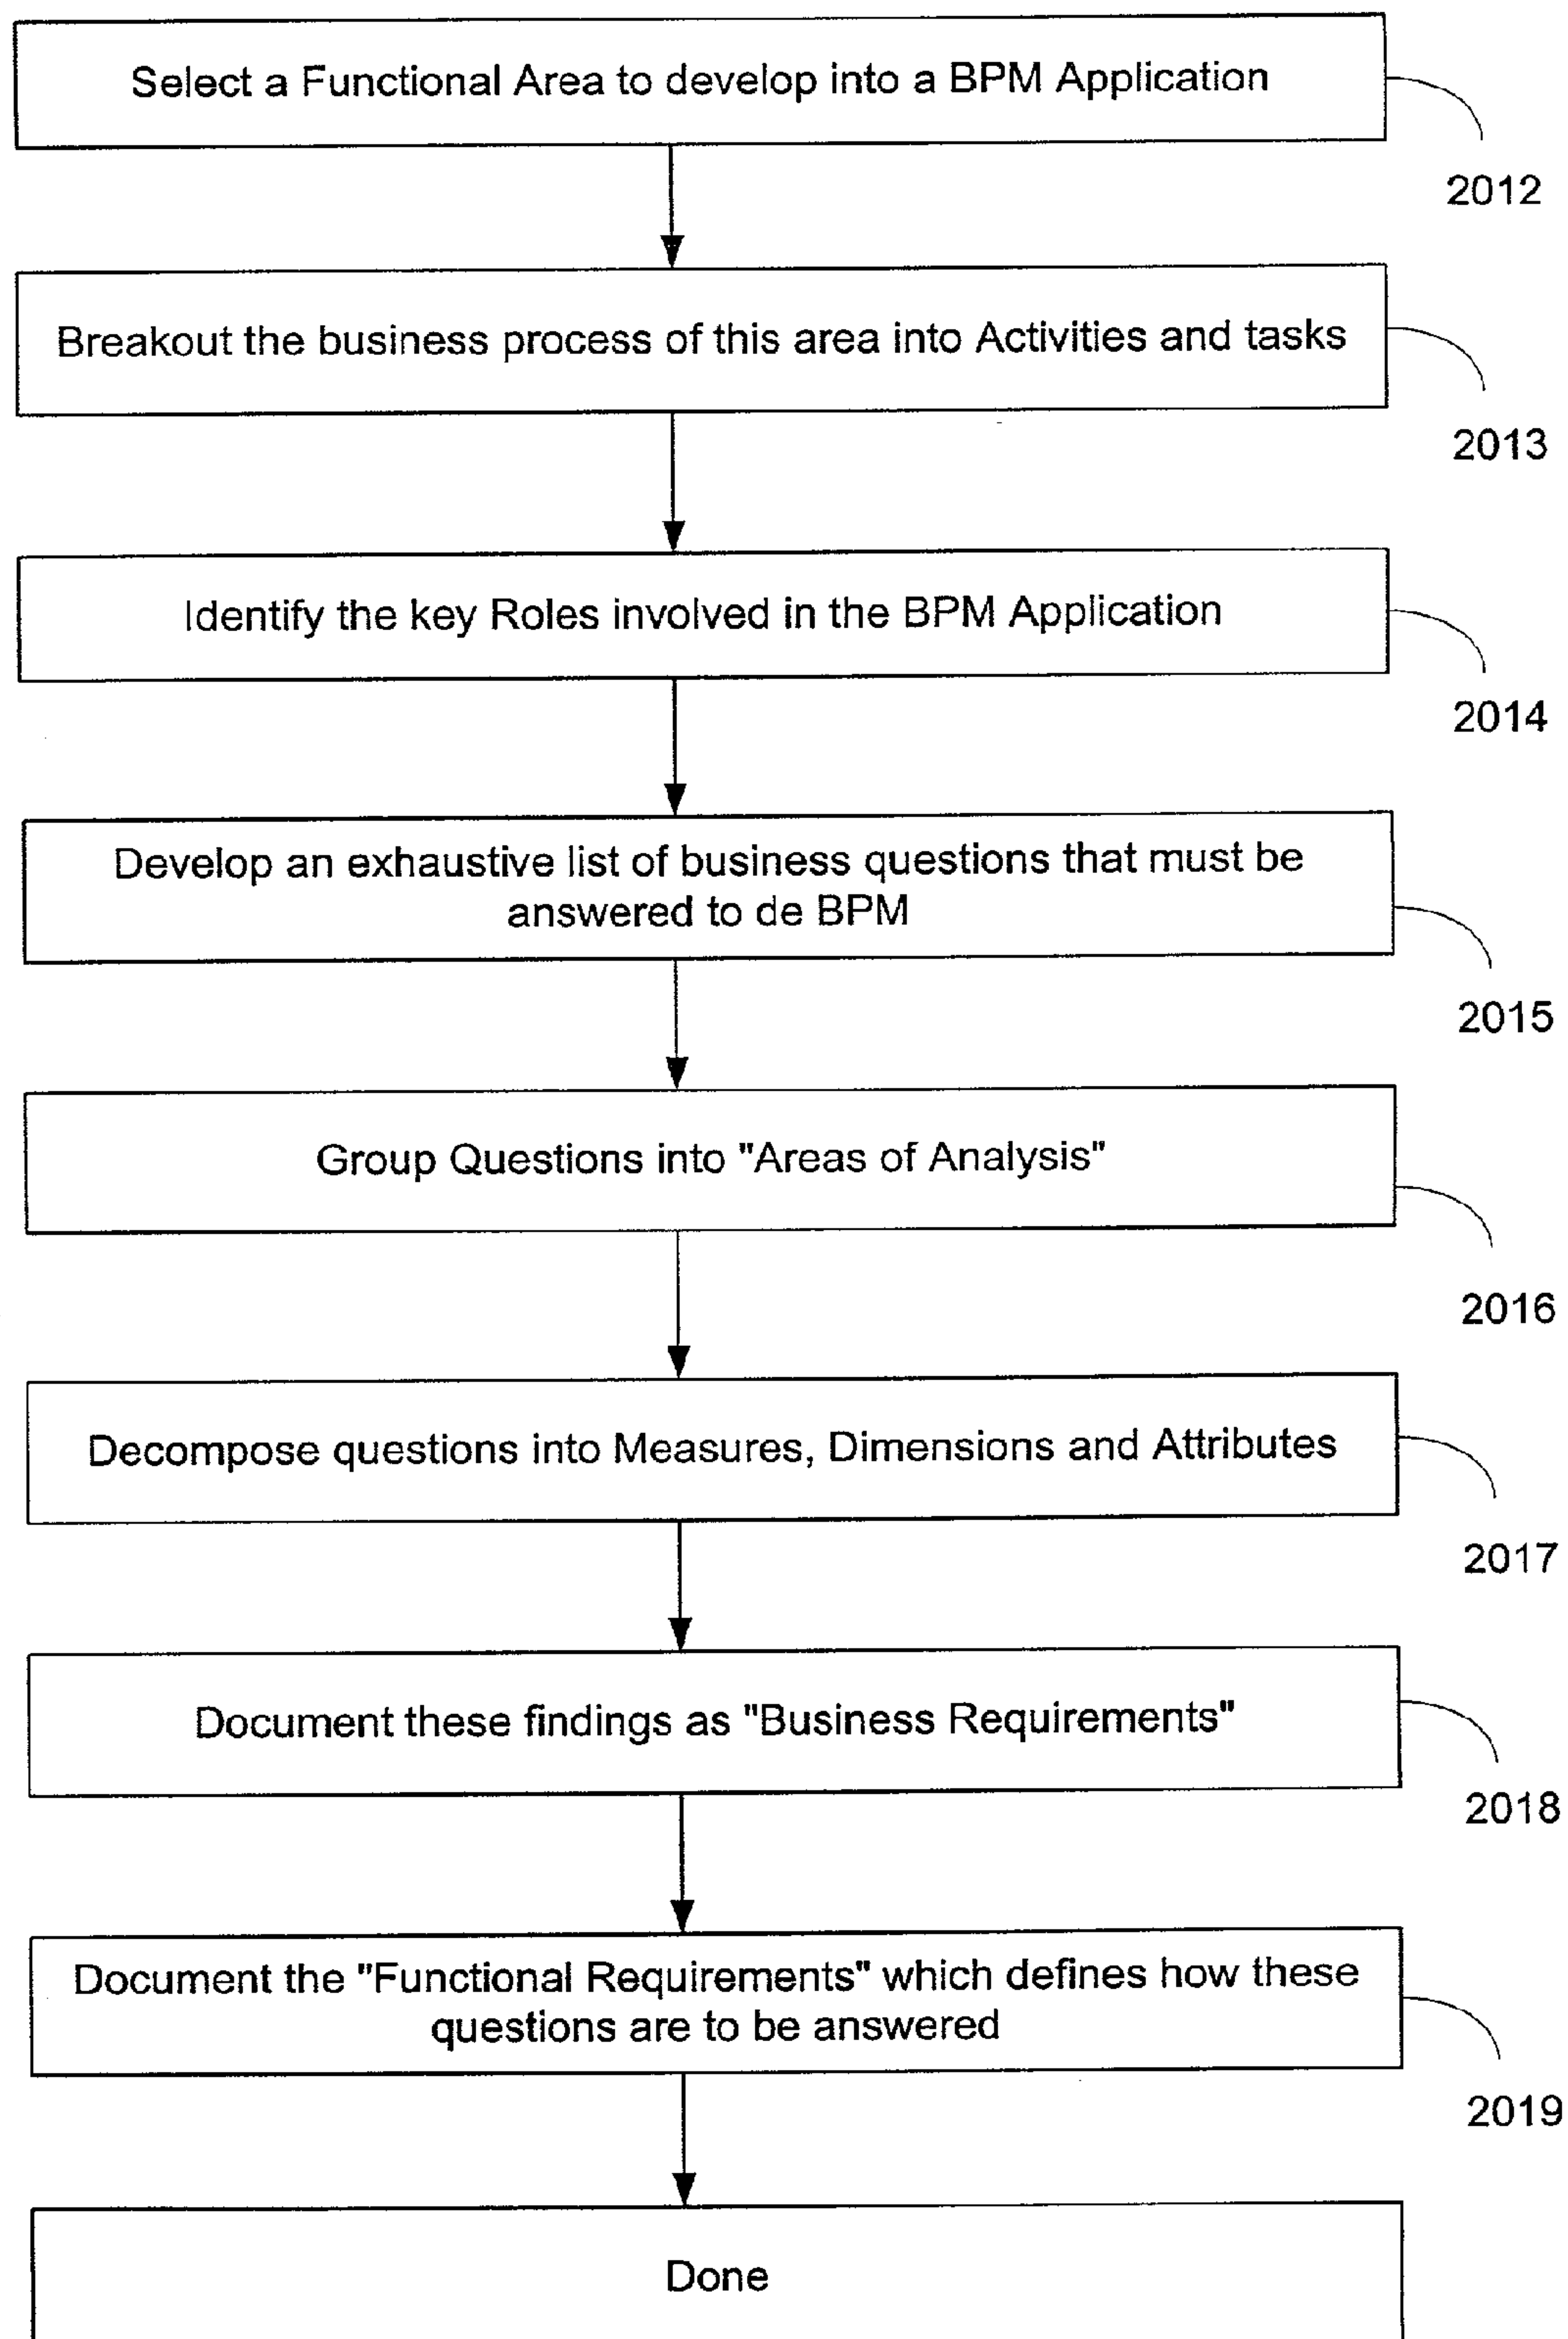 Select a Functional Area to develop into a BPM Application
2012
Breakout the business process of this area into Activities and tasks
2013
Identify the key Roles involved in the BPM Application
2014
Develop an exhaustive list of business questions that must be
answered to de BPM
2015
Group Questions into "Areas of Analysis"
2016
Decompose questions into Measures, Dimensions and Attributes
2017
Document these findings as "Business Requirements"
2018
Document the "Functional Requirements" which defines how these
questions are to be answered
2019
Done